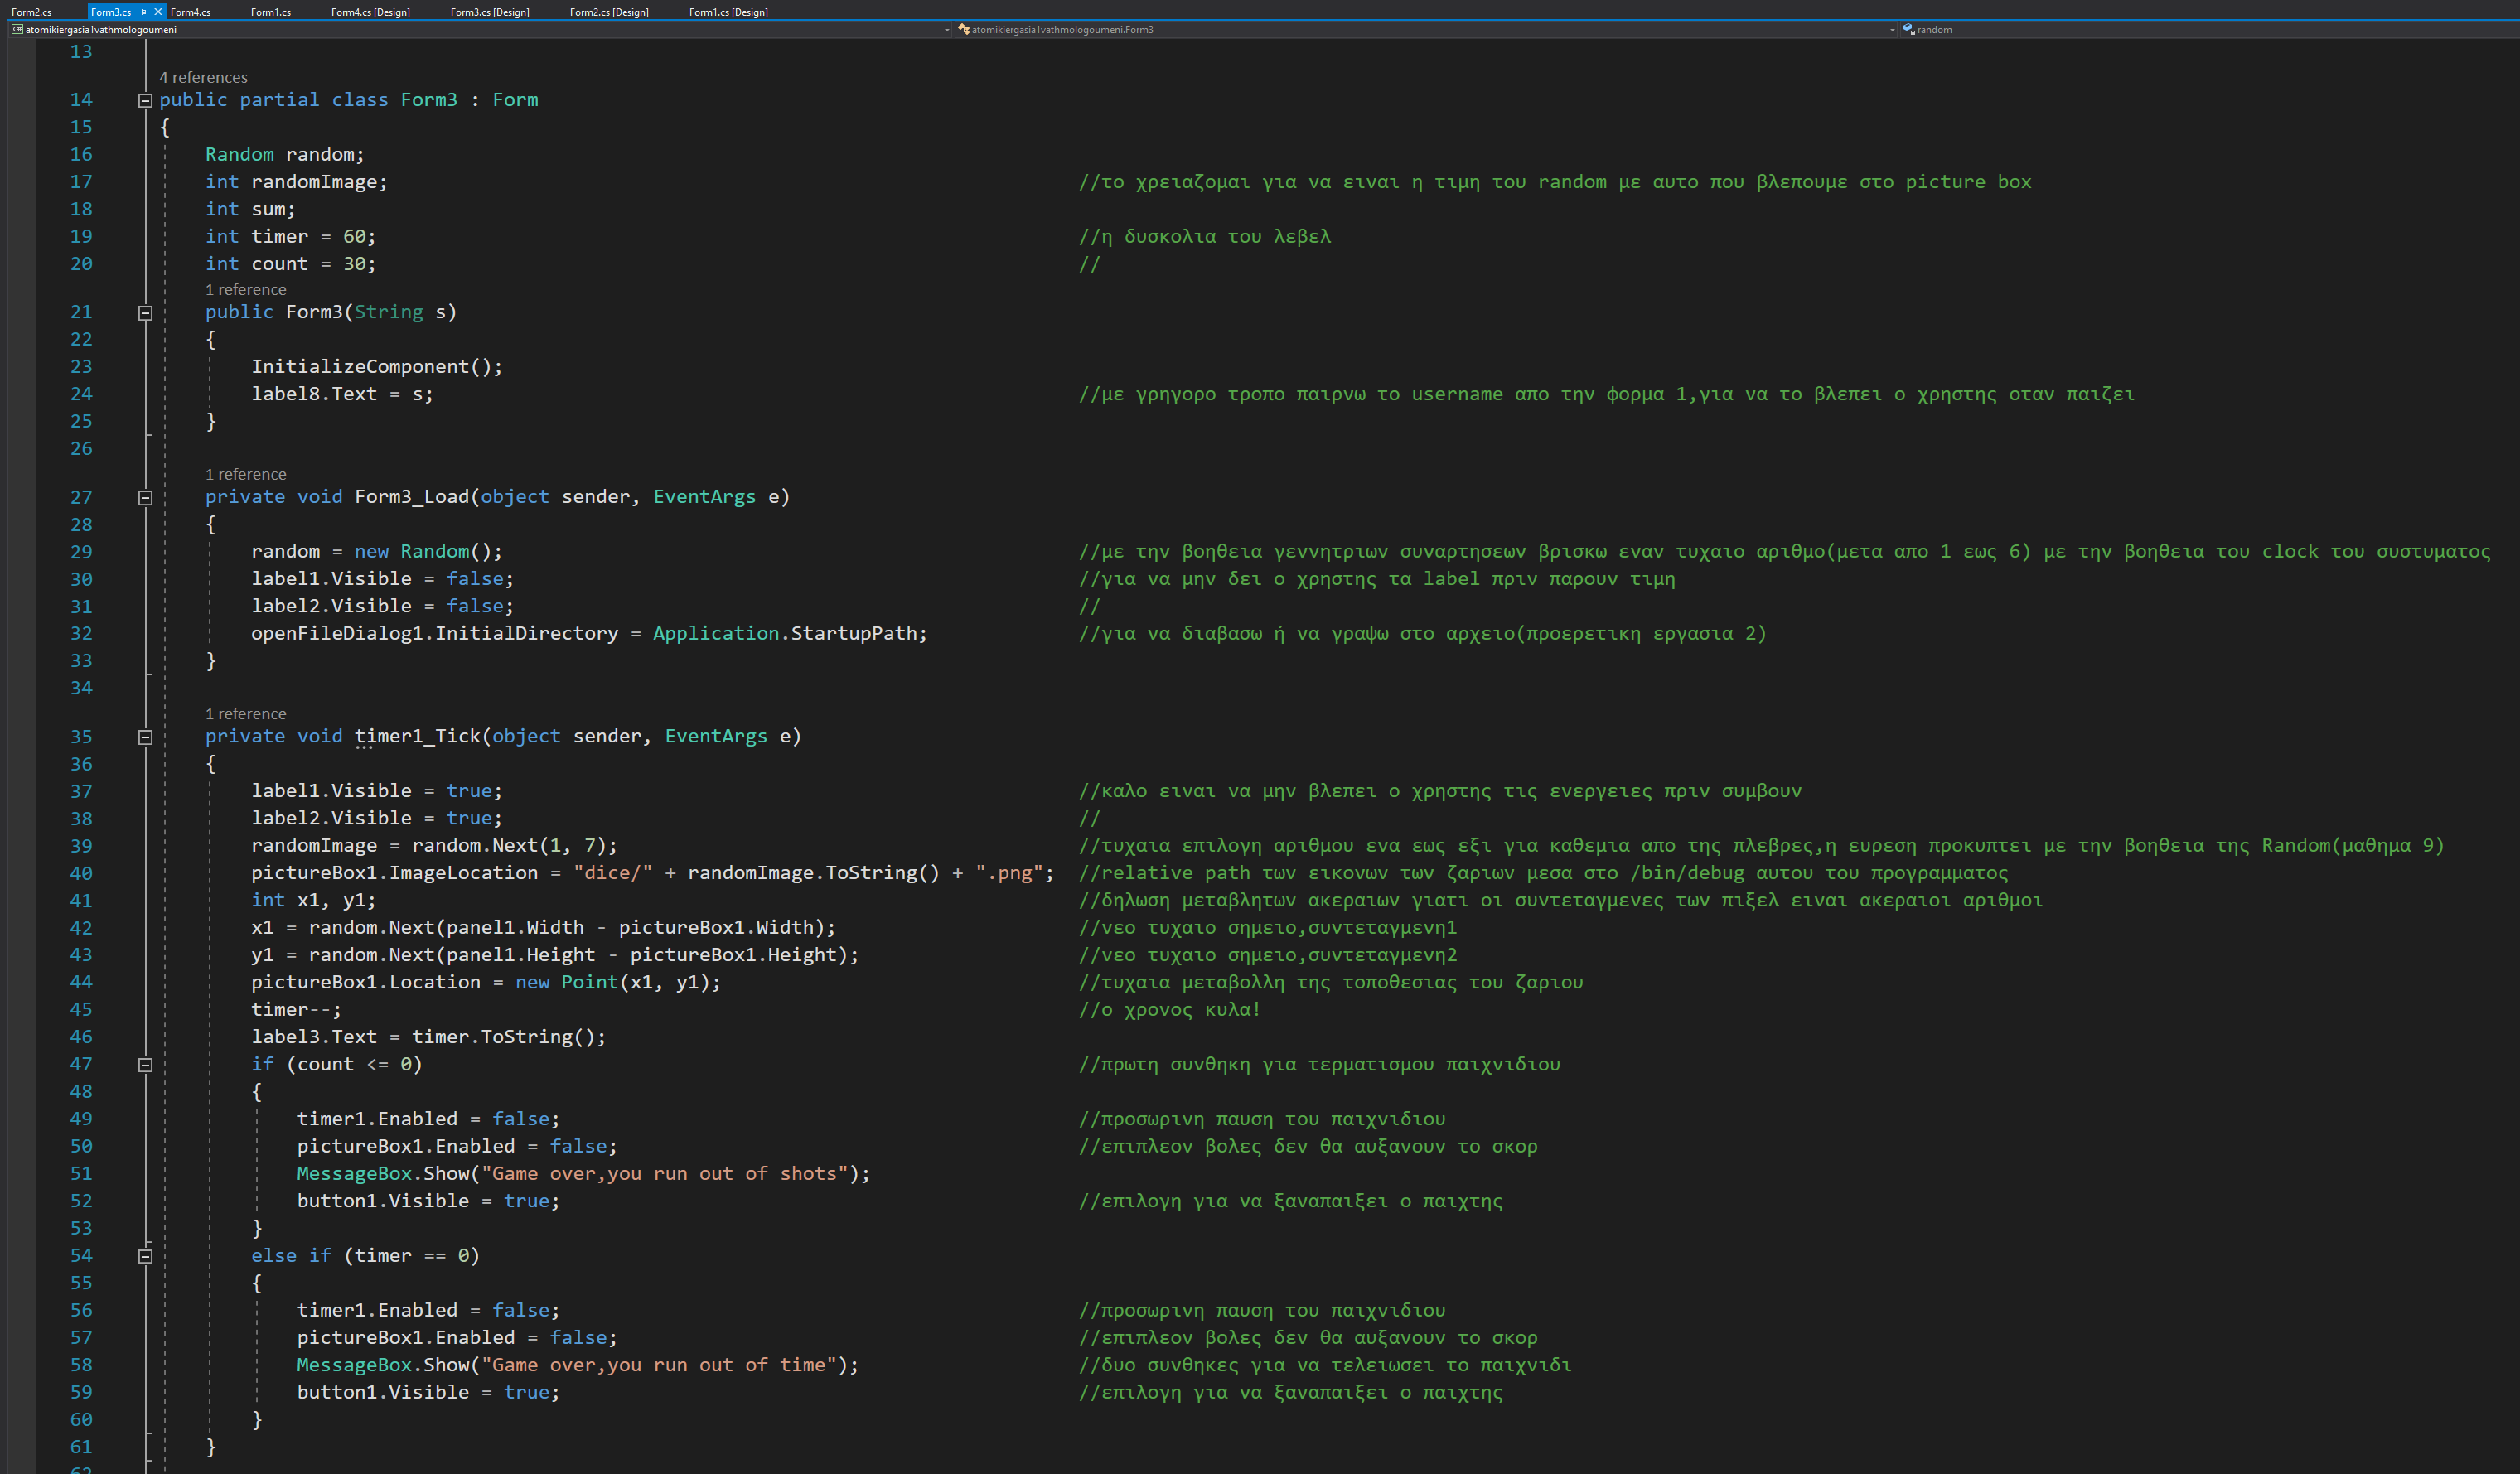 Form2.cs Form3.cs Form4.cs Form1.cs Form4.cs [Design] Form3.cs [Design] Form2.cs [Design] Form1.cs [Design]
C# atomikiergasia1vathmologoumeni atomikiergasia1vathmologoumeni.Form3 random
13
4 references
14 public partial class Form3 : Form
15 {
16 Random random;
17 int randomImage; //το χρειαζομαι για να ειναι η τιμη του random με αυτο που βλεπουμε στο picture box
18 int sum;
19 int timer = 60; //η δυσκολια του λεβελ
20 int count = 30; //
1 reference
21 public Form3(String s)
22 {
23 InitializeComponent();
24 label8.Text = s; //με γρηγορο τροπο παιρνω το username απο την φορμα 1,για να το βλεπει ο χρηστης οταν παιζει
25 }
26
1 reference
27 private void Form3_Load(object sender, EventArgs e)
28 {
29 random = new Random(); //με την βοηθεια γεννητριων συναρτησεων βρισκω εναν τυχαιο αριθμο(μετα απο 1 εως 6) με την βοηθεια του clock του συστυματος
30 label1.Visible = false; //για να μην δει ο χρηστης τα label πριν παρουν τιμη
31 label2.Visible = false; //
32 openFileDialog1.InitialDirectory = Application.StartupPath; //για να διαβασω ή να γραψω στο αρχειο(προερετικη εργασια 2)
33 }
34
1 reference
35 private void timer1_Tick(object sender, EventArgs e)
36 {
37 label1.Visible = true; //καλο ειναι να μην βλεπει ο χρηστης τις ενεργειες πριν συμβουν
38 label2.Visible = true; //
39 randomImage = random.Next(1, 7); //τυχαια επιλογη αριθμου ενα εως εξι για καθεμια απο της πλεβρες,η ευρεση προκυπτει με την βοηθεια της Random(μαθημα 9)
40 pictureBox1.ImageLocation = "dice/" + randomImage.ToString() + ".png"; //relative path των εικονων των ζαριων μεσα στο /bin/debug αυτου του προγραμματος
41 int x1, y1; //δηλωση μεταβλητων ακεραιων γιατι οι συντεταγμενες των πιξελ ειναι ακεραιοι αριθμοι
42 x1 = random.Next(panel1.Width - pictureBox1.Width); //νεο τυχαιο σημειο,συντεταγμενη1
43 y1 = random.Next(panel1.Height - pictureBox1.Height); //νεο τυχαιο σημειο,συντεταγμενη2
44 pictureBox1.Location = new Point(x1, y1); //τυχαια μεταβολλη της τοποθεσιας του ζαριου
45 timer--; //ο χρονος κυλα!
46 label3.Text = timer.ToString();
47 if (count <= 0) //πρωτη συνθηκη για τερματισμου παιχνιδιου
48 {
49 timer1.Enabled = false; //προσωρινη παυση του παιχνιδιου
50 pictureBox1.Enabled = false; //επιπλεον βολες δεν θα αυξανουν το σκορ
51 MessageBox.Show("Game over,you run out of shots");
52 button1.Visible = true; //επιλογη για να ξαναπαιξει ο παιχτης
53 }
54 else if (timer == 0)
55 {
56 timer1.Enabled = false; //προσωρινη παυση του παιχνιδιου
57 pictureBox1.Enabled = false; //επιπλεον βολες δεν θα αυξανουν το σκορ
58 MessageBox.Show("Game over,you run out of time"); //δυο συνθηκες για να τελειωσει το παιχνιδι
59 button1.Visible = true; //επιλογη για να ξαναπαιξει ο παιχτης
60 }
61 }
62